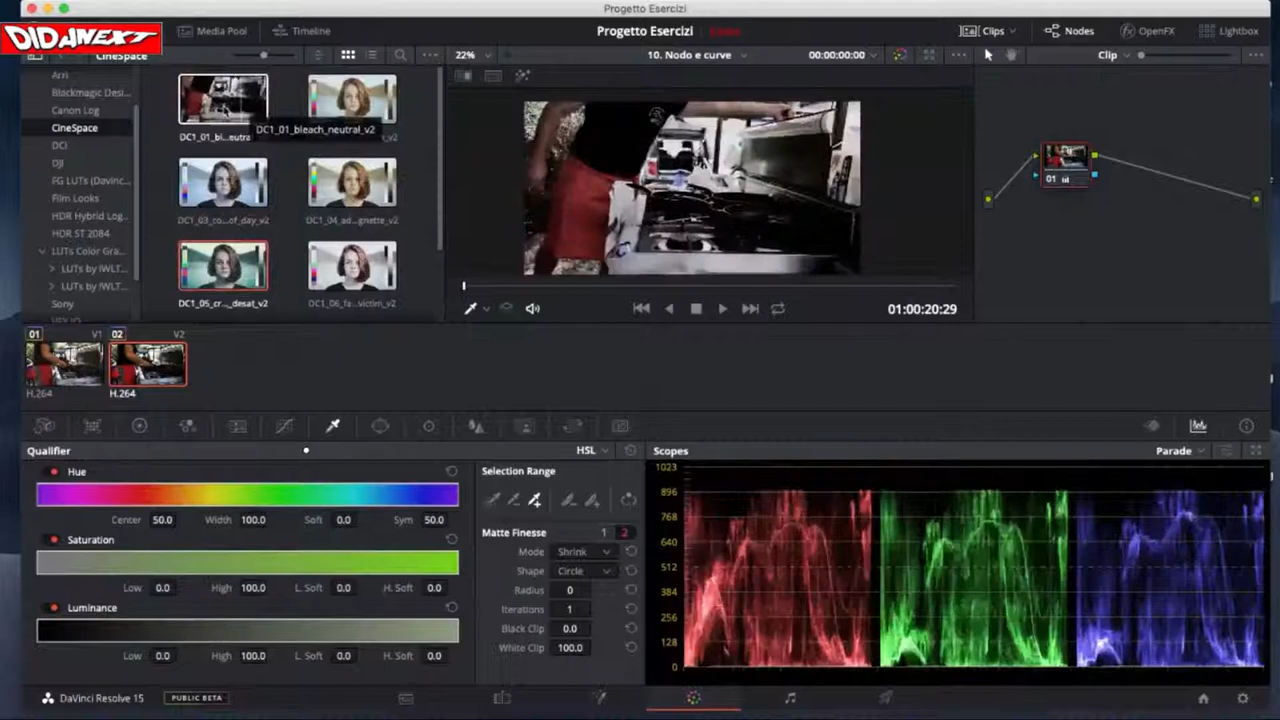 Progetto Esercizi
DIDANEXT
Media Pool
Timeline
Progetto Esercizi
Clips
Nodes
OpenFX
Lightbox
CineSpace
22%
10. Nodo e curve
00:00:00:00
Clip
Arri
Blackmagic Desi...
Canon Log
CineSpace
DCI
DJI
FG LUTs (Davinc...
Film Looks
HDR Hybrid Log...
HDR ST 2084
LUTs Color Gra...
LUTs by IWLT...
LUTs by IWLT...
Sony
DC1_01_bl...eutra
DC1_01_bleach_neutral_v2
DC1_03_co...of_day_v2
DC1_04_ad...gnette_v2
DC1_05_cr..._desat_v2
DC1_06_fa...victim_v2
01
01:00:20:29
01 V1
02 V2
H.264
H.264
Qualifier
HSL
Hue
Center 50.0 Width 100.0 Soft 0.0 Sym 50.0
Saturation
Low 0.0 High 100.0 L. Soft 0.0 H. Soft 0.0
Luminance
Low 0.0 High 100.0 L. Soft 0.0 H. Soft 0.0
Selection Range
Matte Finesse 1 2
Mode Shrink
Shape Circle
Radius 0
Iterations 1
Black Clip 0.0
White Clip 100.0
Scopes
Parade
1023
896
768
640
512
384
256
128
0
DaVinci Resolve 15
PUBLIC BETA